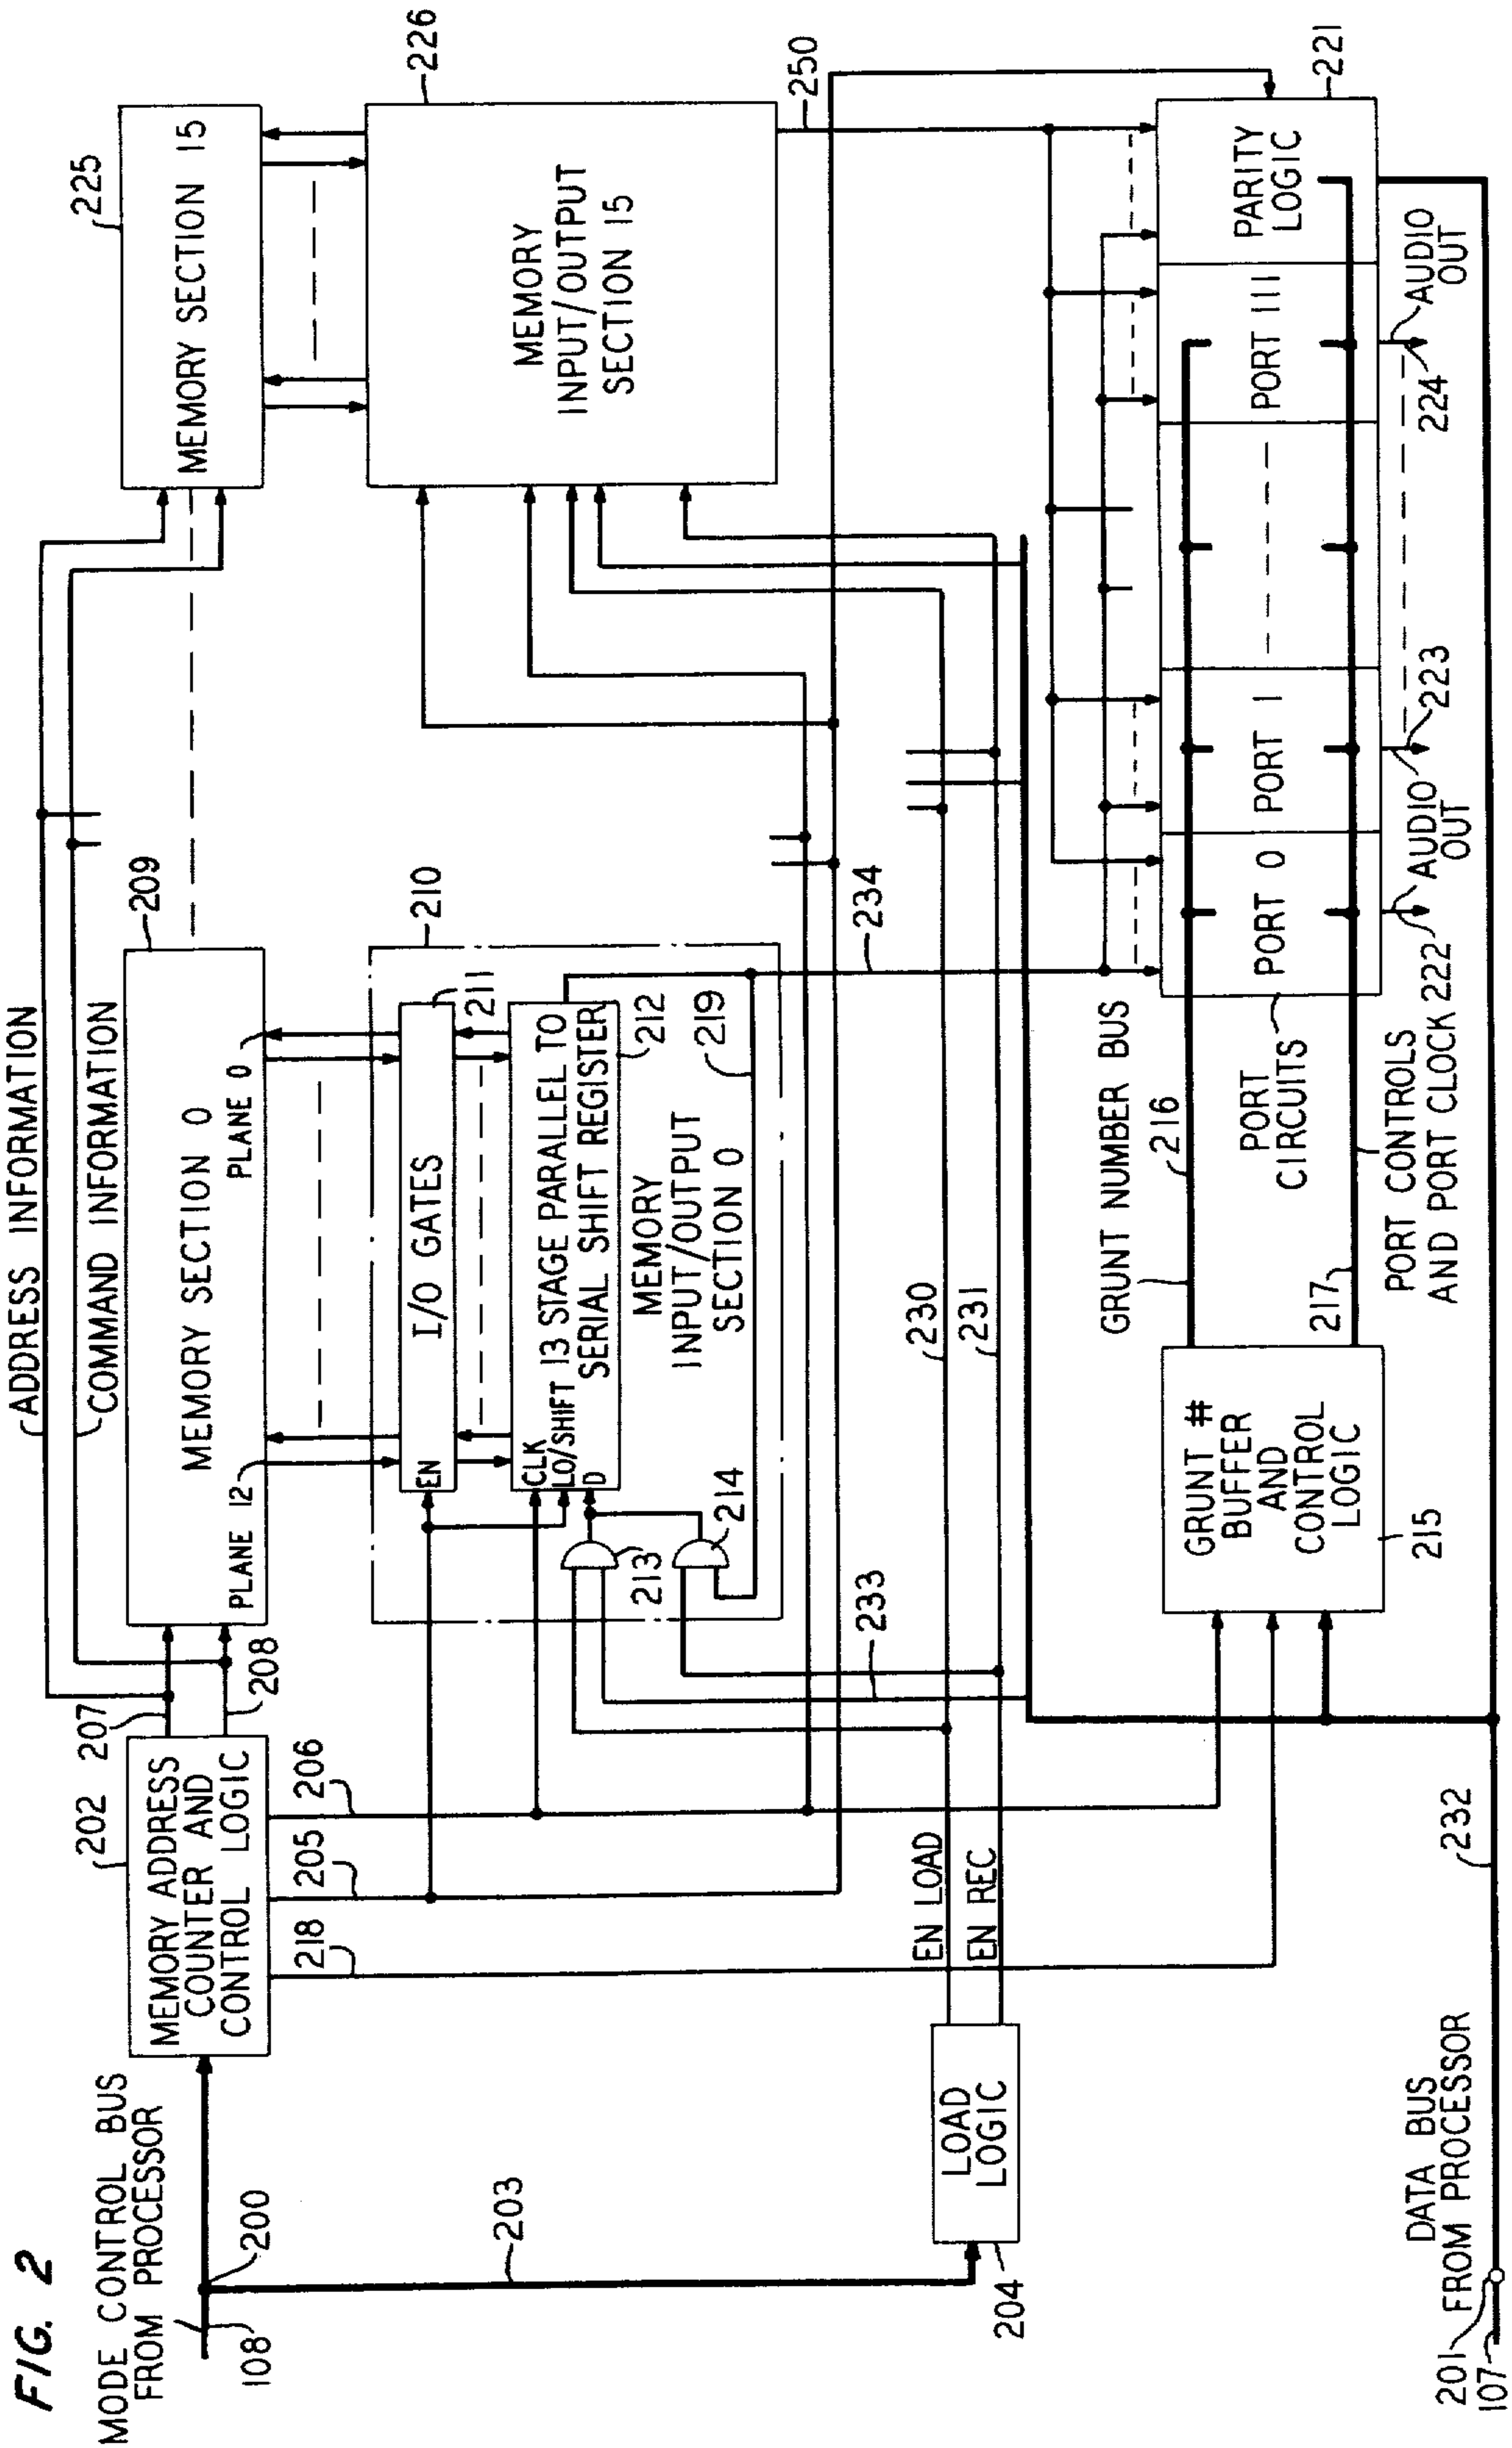 FIG. 2
MODE CONTROL BUS
FROM PROCESSOR
108
200
203
MEMORY ADDRESS
COUNTER AND
CONTROL LOGIC
202
207
208
206
205
218
ADDRESS INFORMATION
COMMAND INFORMATION
MEMORY SECTION 0
PLANE 12
PLANE 0
209
MEMORY SECTION 15
225
I/O GATES
EN
210
211
CLK
LO/SHIFT
D
13 STAGE PARALLEL TO
SERIAL SHIFT REGISTER
212
MEMORY
INPUT/OUTPUT
SECTION 0
213
214
219
MEMORY
INPUT/OUTPUT
SECTION 15
226
250
233
234
230
231
LOAD
LOGIC
204
EN LOAD
EN REC
GRUNT NUMBER BUS
216
GRUNT #
BUFFER
AND
CONTROL
LOGIC
215
217
PORT
CIRCUITS
PORT CONTROLS
AND PORT CLOCK
PORT 0
PORT 1
PORT 111
PARITY
LOGIC
221
222
AUDIO
OUT
223
224
AUDIO
OUT
232
DATA BUS
FROM PROCESSOR
201
107